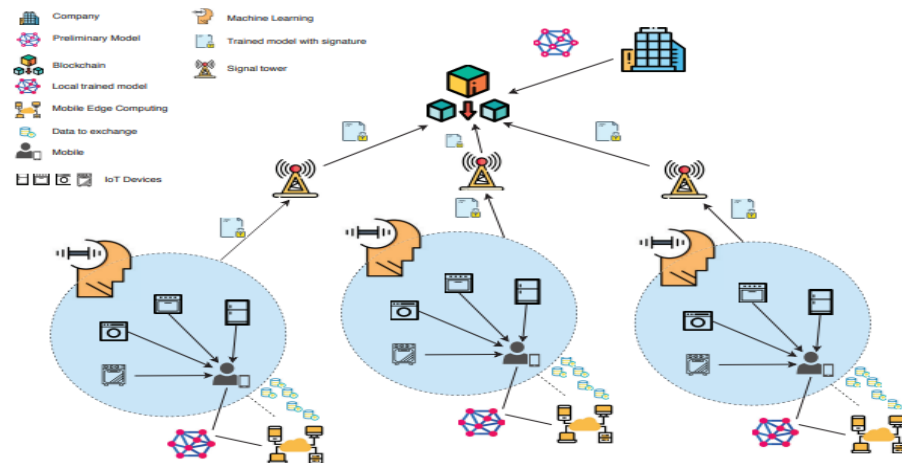 Company
Preliminary Model
Blockchain
Local trained model
Mobile Edge Computing
Data to exchange
Mobile
IoT Devices
Machine Learning
Trained model with signature
Signal tower